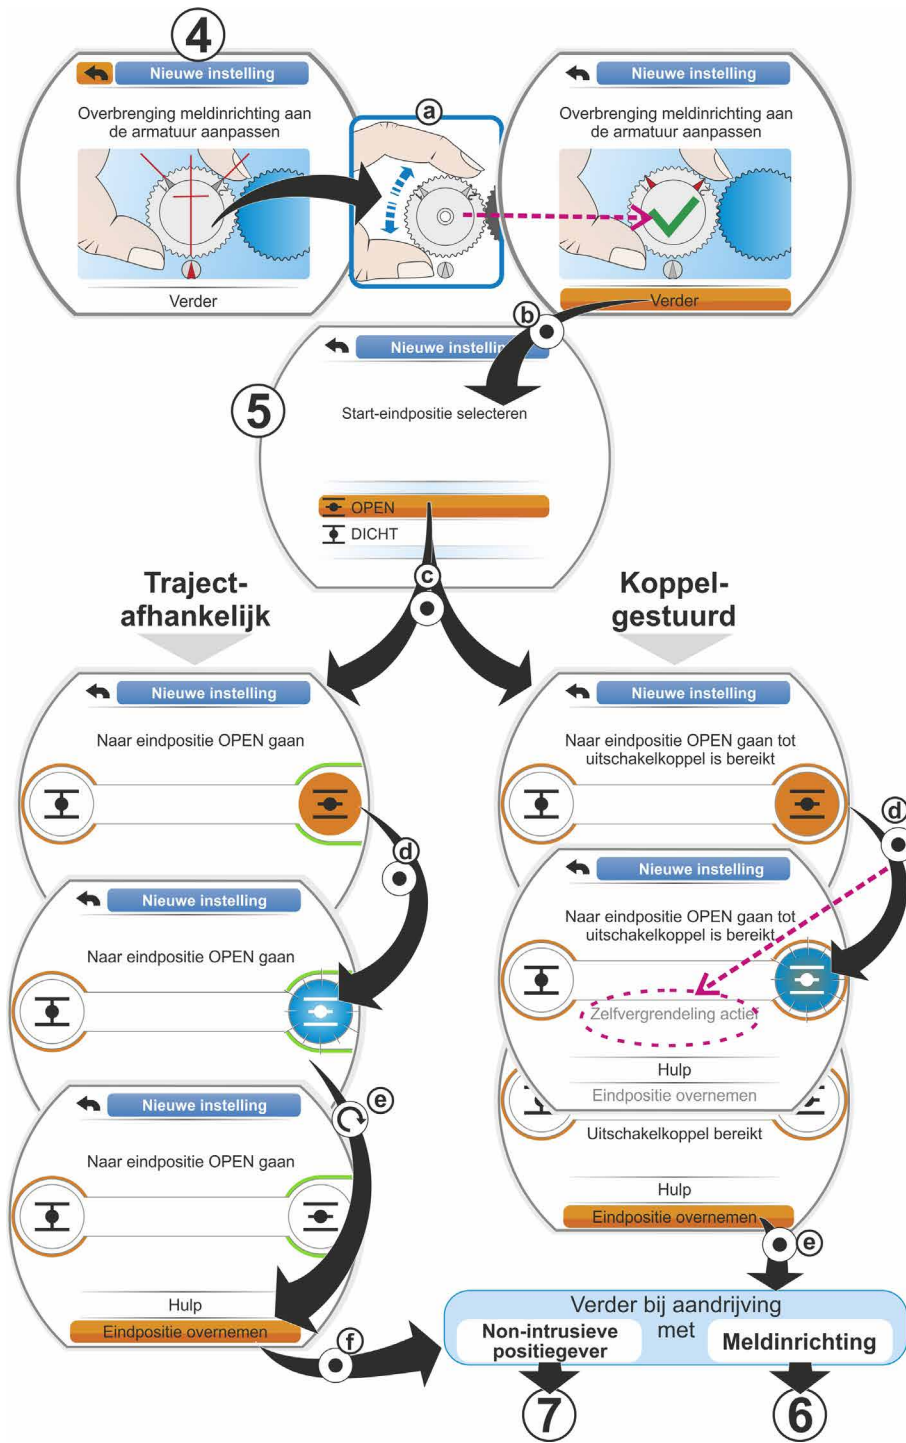 4
Nieuwe instelling
Overbrenging meldinrichting aan
de armatuur aanpassen
Verder
a
Nieuwe instelling
Overbrenging meldinrichting aan
de armatuur aanpassen
Verder
b
5
Nieuwe instellin
Start-eindpositie selecteren
OPEN
DICHT
c
Traject-
afhankelijk
Nieuwe instelling
Naar eindpositie OPEN gaan
d
Nieuwe instelling
Naar eindpositie OPEN gaan
e
Nieuwe instelling
Naar eindpositie OPEN gaan
Hulp
Eindpositie overnemen
f
Koppel-
gestuurd
Nieuwe instelling
Naar eindpositie OPEN gaan tot
uitschakelkoppel is bereikt
d
Nieuwe instelling
Naar eindpositie OPEN gaan tot
uitschakelkoppel is bereikt
Zelfvergrendeling actief
Hulp
Eindpositie overnemen
Uitschakelkoppel bereikt
Hulp
Eindpositie overnemen
e
Verder bij aandrijving
met
Non-intrusieve
positiegever
Meldinrichting
7
6